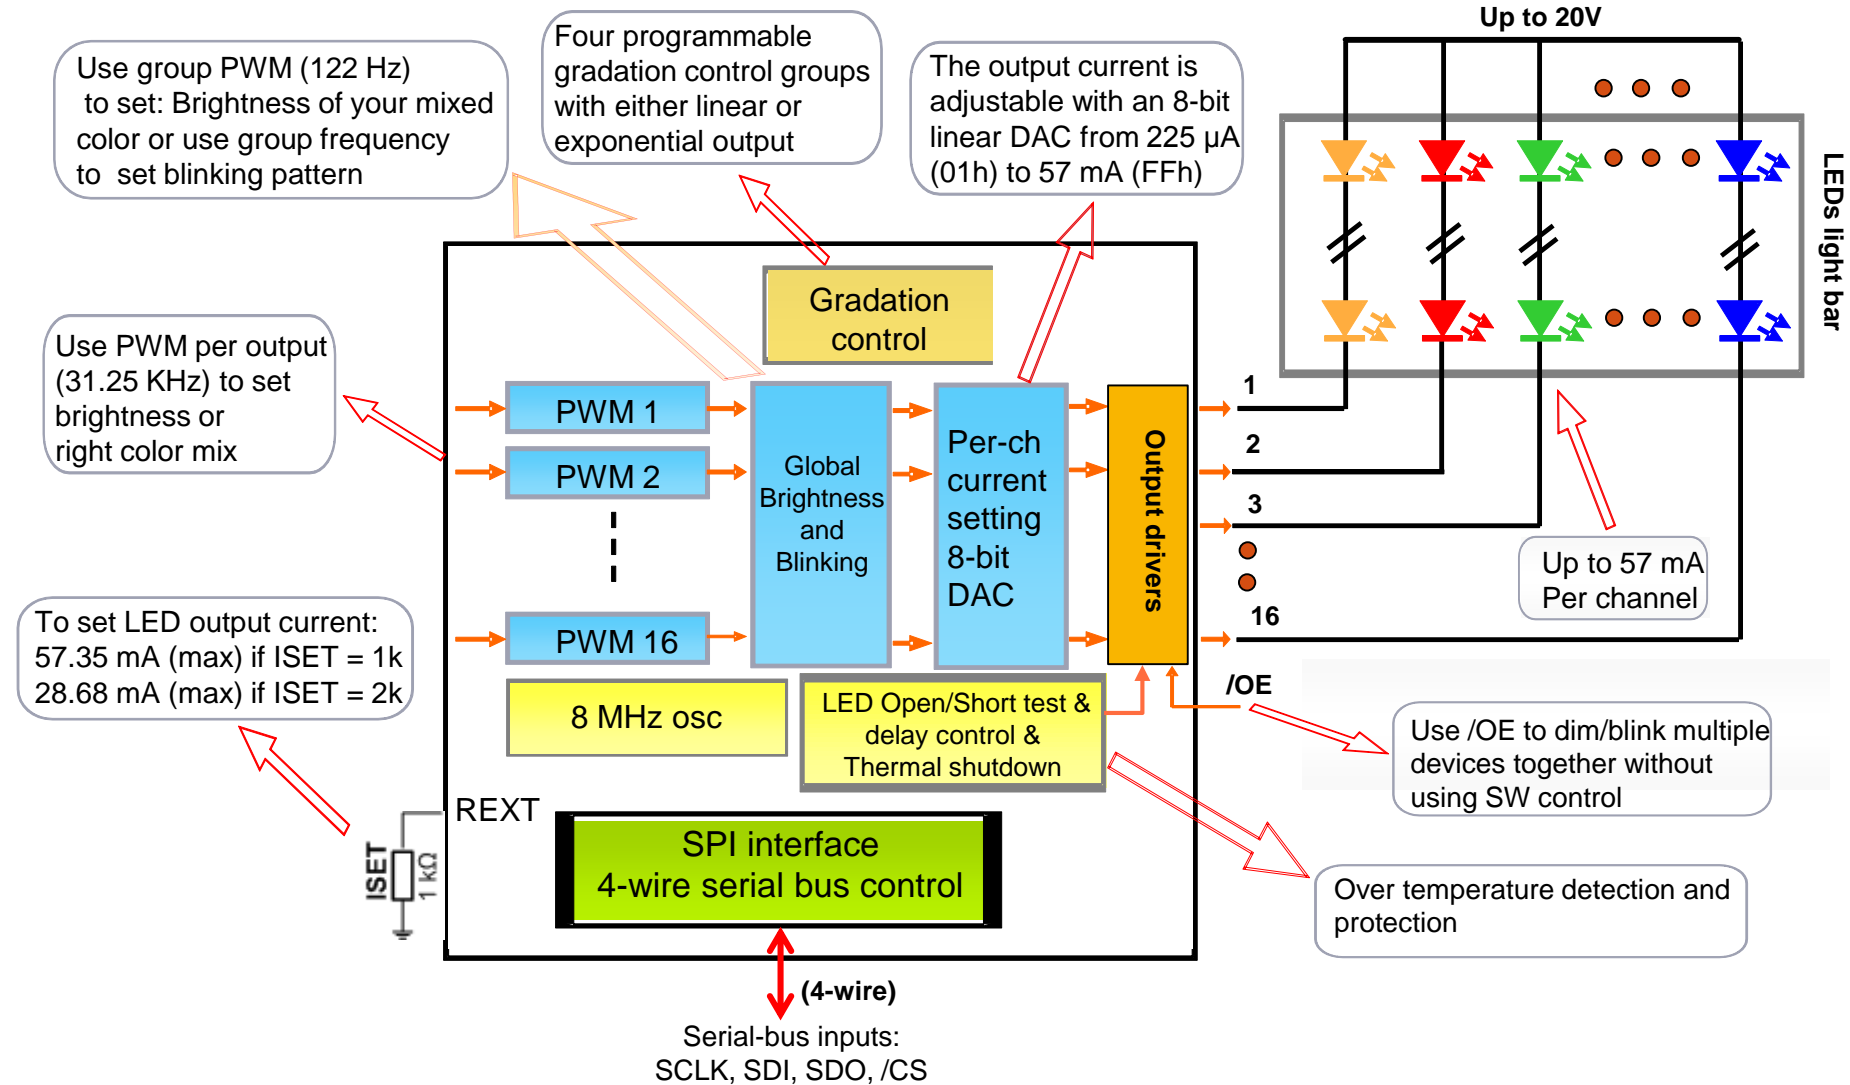 Up to 20V
Use group PWM (122 Hz)
to set: Brightness of your mixed
color or use group frequency
to set blinking pattern
Four programmable
gradation control groups
with either linear or
exponential output
The output current is
adjustable with an 8-bit
linear DAC from 225 µA
(01h) to 57 mA (FFh)
LEDs light bar
Gradation
control
Use PWM per output
(31.25 KHz) to set
brightness or
right color mix
PWM 1
PWM 2
PWM 16
Global
Brightness
and
Blinking
Per-ch
current
setting
8-bit
DAC
Output drivers
1
2
3
16
/OE
Up to 57 mA
Per channel
To set LED output current:
57.35 mA (max) if ISET = 1k
28.68 mA (max) if ISET = 2k
8 MHz osc
LED Open/Short test &
delay control &
Thermal shutdown
Use /OE to dim/blink multiple
devices together without
using SW control
REXT
ISET
1 kΩ
SPI interface
4-wire serial bus control
Over temperature detection and
protection
(4-wire)
Serial-bus inputs:
SCLK, SDI, SDO, /CS